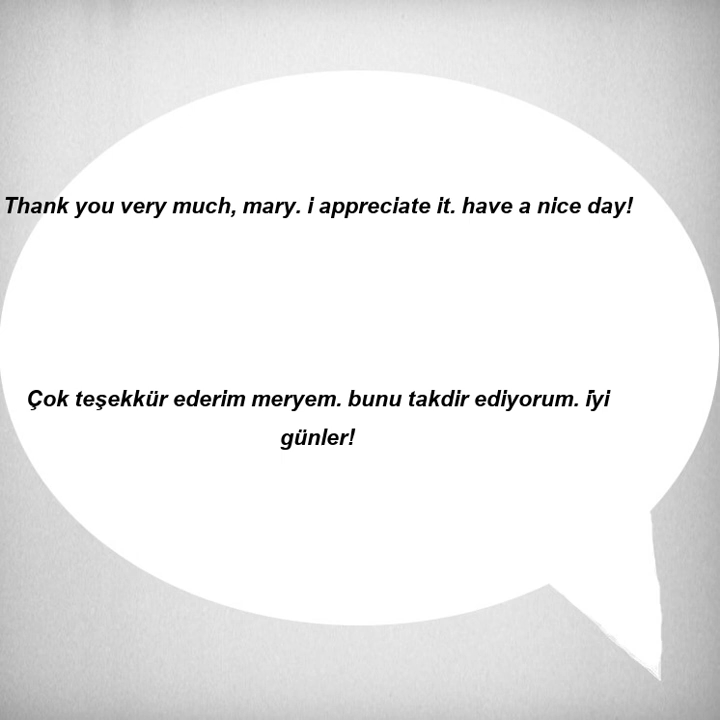 Thank you very much, mary. i appreciate it. have a nice day!
Çok teşekkür ederim meryem. bunu takdir ediyorum. i̇yi
günler!